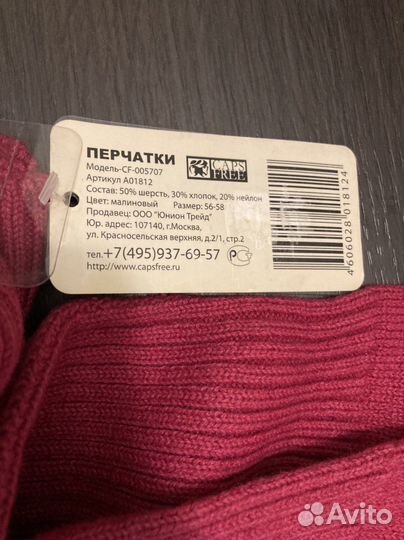 CAPS
FREE
ПЕРЧАТКИ
Модель-CF-005707
Артикул A01812
Состав: 50% шерсть, 30% хлопок, 20% нейлон
Цвет: малиновый Размер: 56-58
Продавец: ООО "Юнион Трейд"
Юр. адрес: 107140, г.Москва,
ул. Красносельская верхняя, д.2/1, стр.2
тел.+7(495)937-69-57
http://www.capsfree.ru
4606028018124
Avito